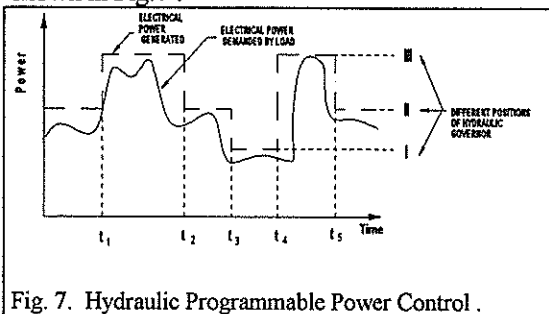 ELECTRICAL
POWER
GENERATED
ELECTRICAL POWER
DEMANDED BY LOAD
Power
III
II
I
DIFFERENT POSITIONS
OF HYDRAULIC
GOVERNOR
t1 t2 t3 t4 t5 Time
Fig. 7. Hydraulic Programmable Power Control .